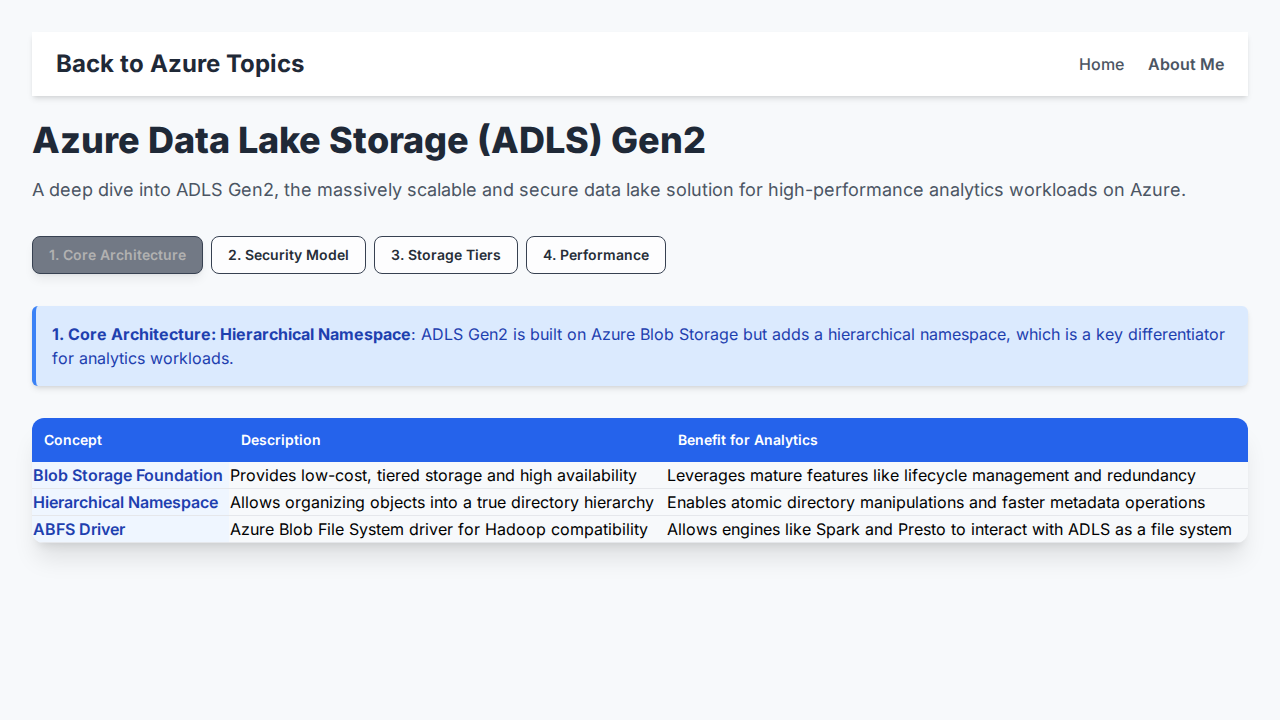 Back to Azure Topics
Home
About Me
Azure Data Lake Storage (ADLS) Gen2
A deep dive into ADLS Gen2, the massively scalable and secure data lake solution for high-performance analytics workloads on Azure.
1. Core Architecture
2. Security Model
3. Storage Tiers
4. Performance
1. Core Architecture: Hierarchical Namespace: ADLS Gen2 is built on Azure Blob Storage but adds a hierarchical namespace, which is a key differentiator
for analytics workloads.
Concept Description Benefit for Analytics
Blob Storage Foundation Provides low-cost, tiered storage and high availability Leverages mature features like lifecycle management and redundancy
Hierarchical Namespace Allows organizing objects into a true directory hierarchy Enables atomic directory manipulations and faster metadata operations
ABFS Driver Azure Blob File System driver for Hadoop compatibility Allows engines like Spark and Presto to interact with ADLS as a file system